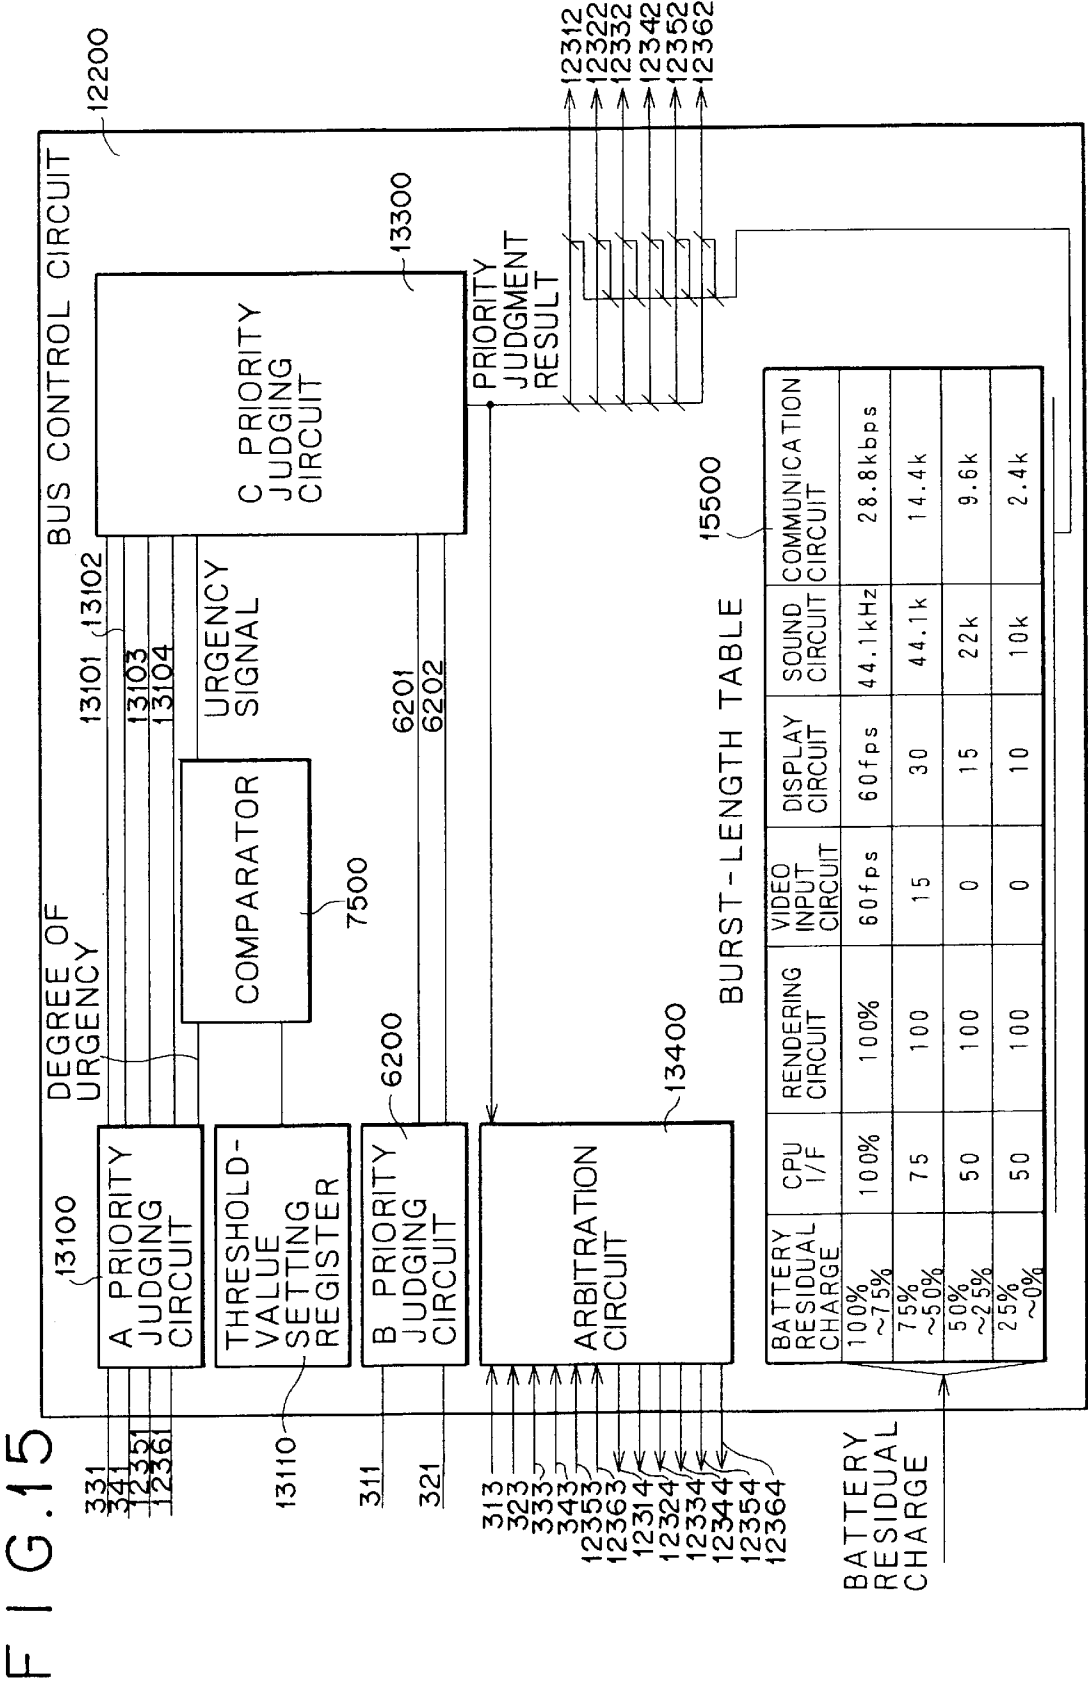 FIG.15
BUS CONTROL CIRCUIT
12200
331
341
12351
12361
13100
A PRIORITY
JUDGING
CIRCUIT
DEGREE OF
URGENCY
13101
13102
13103
13104
URGENCY
SIGNAL
C PRIORITY
JUDGING
CIRCUIT
13300
13110
THRESHOLD-
VALUE
SETTING
REGISTER
COMPARATOR
7500
311
321
B PRIORITY
JUDGING
CIRCUIT
6200
6201
6202
PRIORITY
JUDGMENT
RESULT
313
323
333
343
12353
12363
12314
12324
12334
12344
12354
12364
ARBITRATION
CIRCUIT
13400
12312
12322
12332
12342
12352
12362
BURST-LENGTH TABLE
15500
BATTERY RESIDUAL CHARGE
CPU I/F
RENDERING CIRCUIT
VIDEO INPUT CIRCUIT
DISPLAY CIRCUIT
SOUND CIRCUIT
COMMUNICATION CIRCUIT
100% ~75% 100% 100% 60fps 60fps 44.1kHz 28.8kbps
75% ~50% 75 100 15 30 44.1k 14.4k
50% ~25% 50 100 0 15 22k 9.6k
25% ~0% 50 100 0 10 10k 2.4k
BATTERY
RESIDUAL
CHARGE